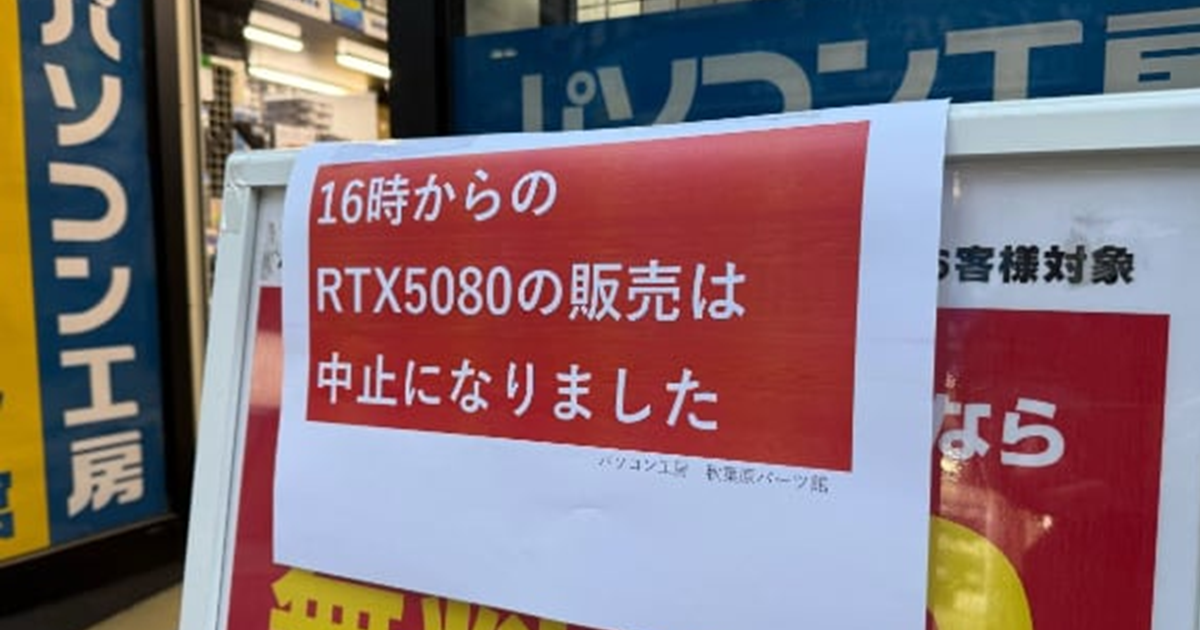 パソコン工房
パソコン工房
16時からの
RTX5080の販売は
中止になりました
パソコン工房 秋葉原パーツ館
客様対象
なら
無料